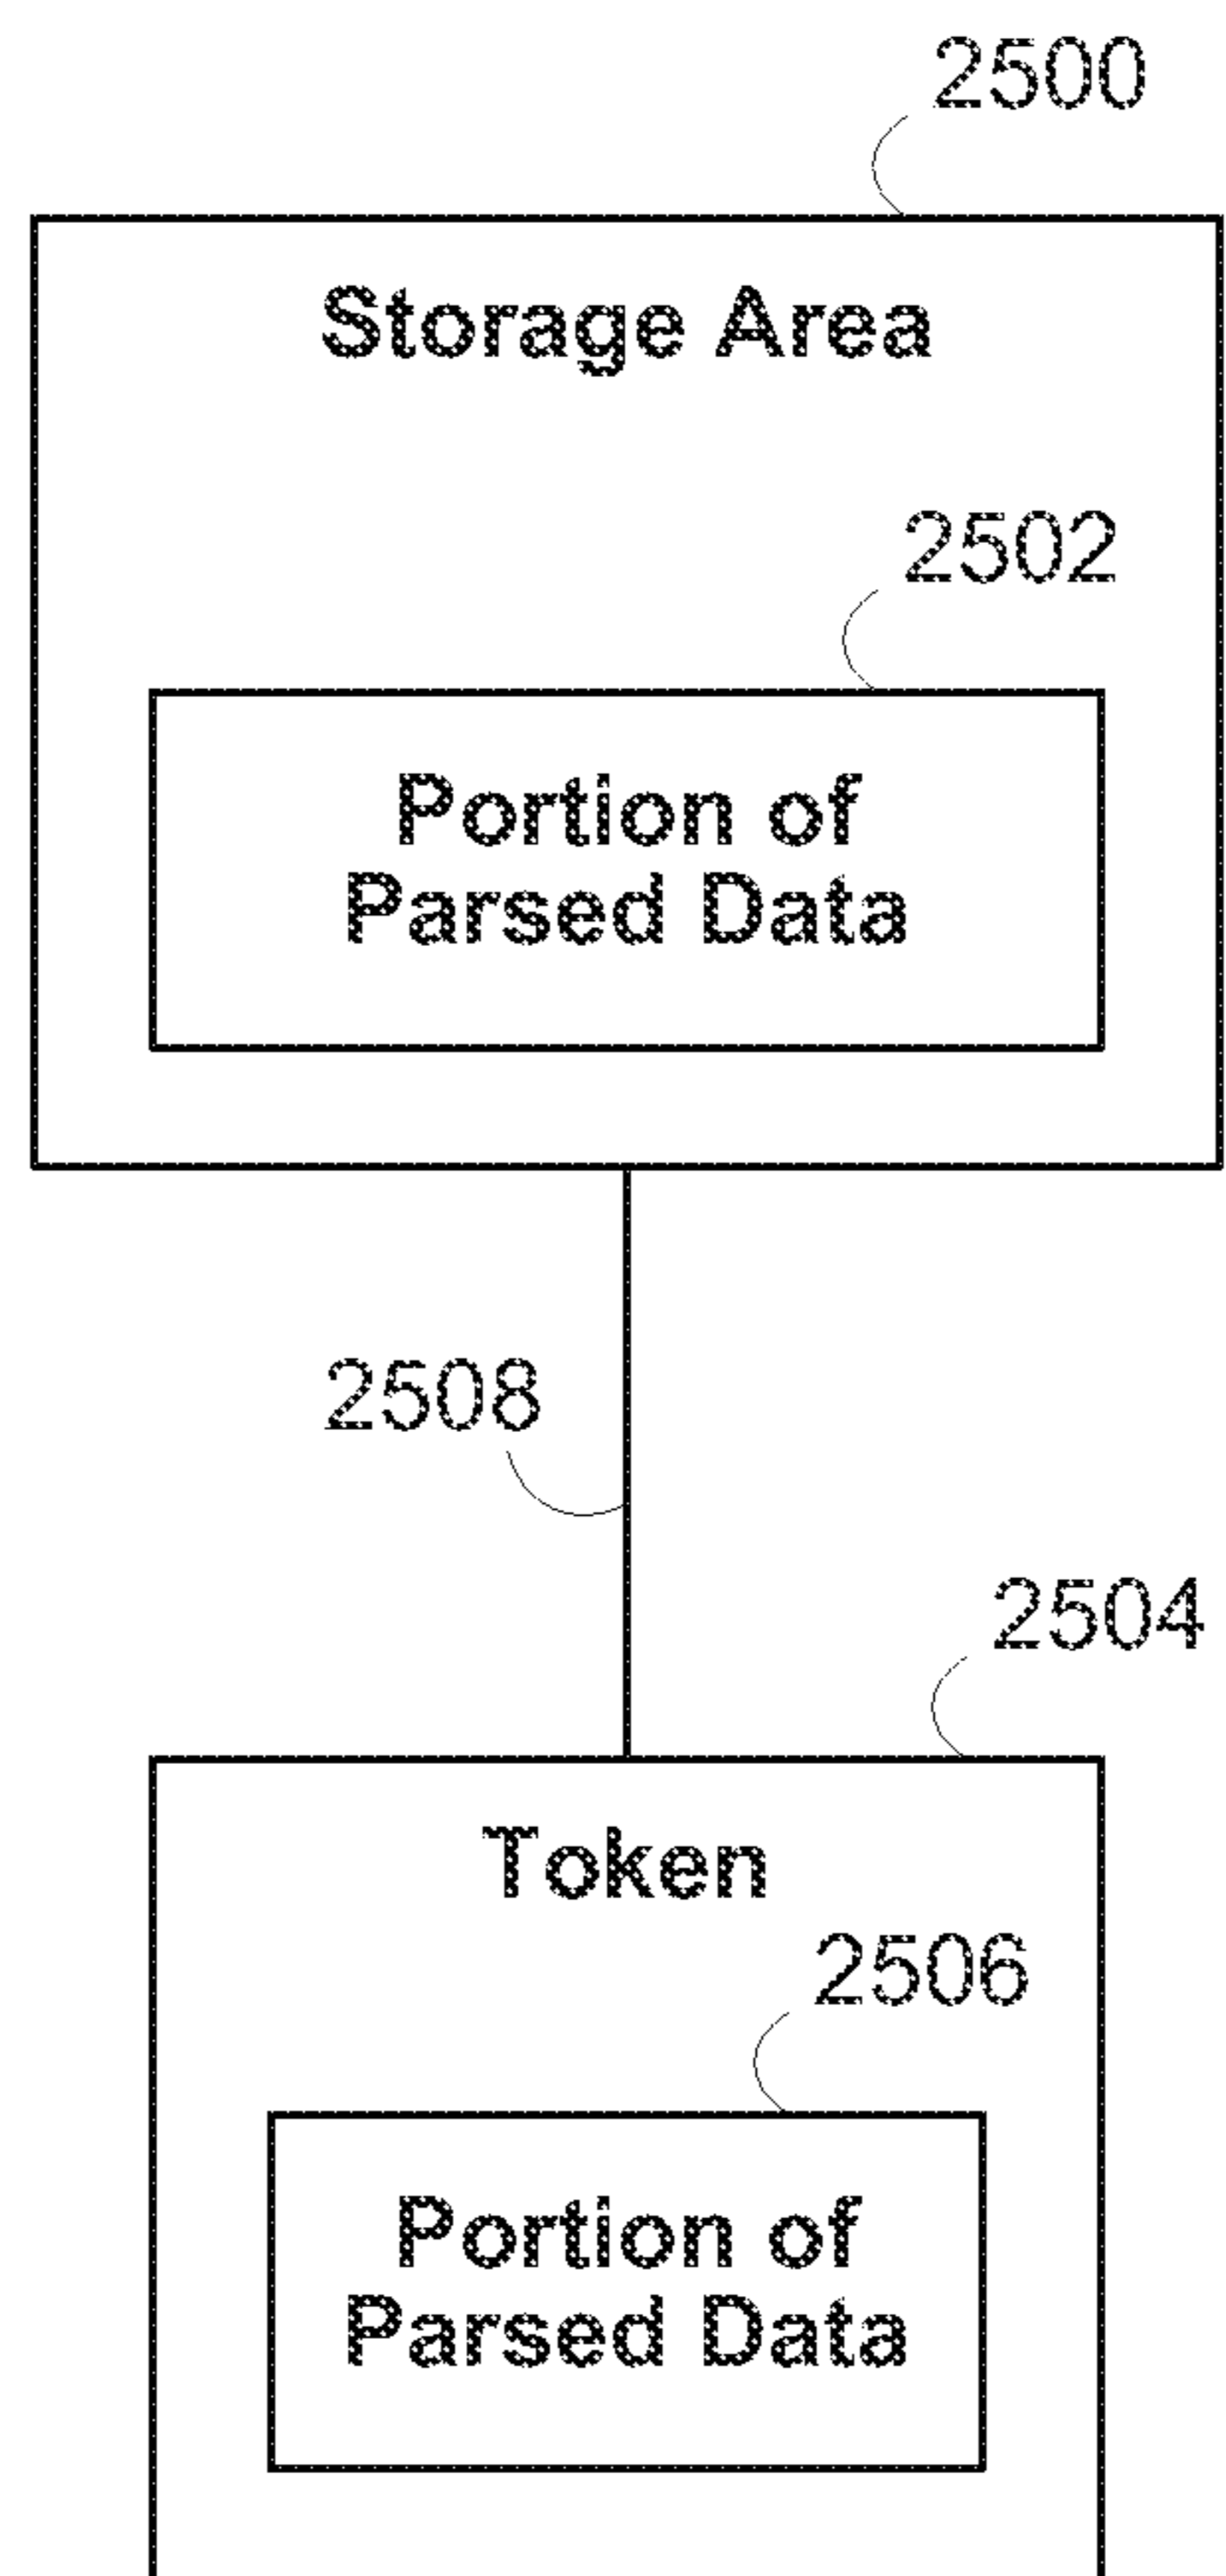 2500
Storage Area
2502
Portion of
Parsed Data
2508
2504
Token
2506
Portion of
Parsed Data